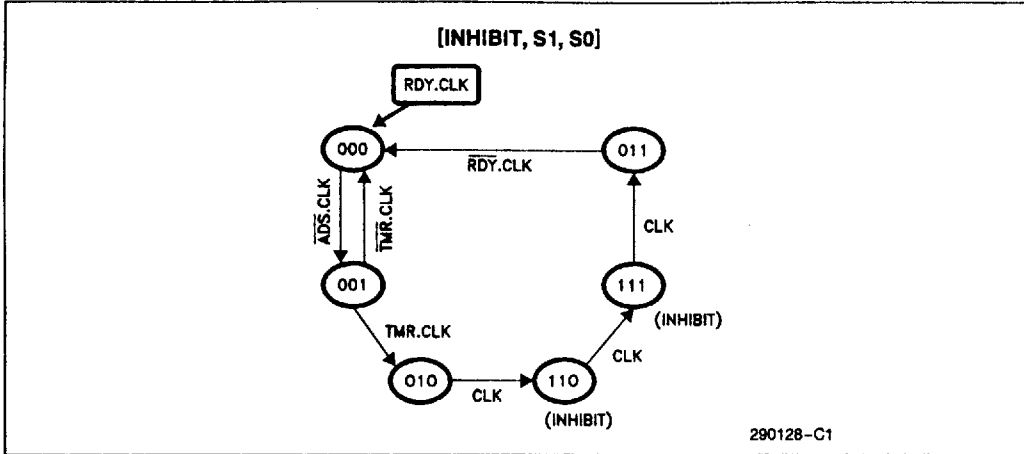 [INHIBIT, S1, S0]
RDY.CLK
000
011
R̅D̅Y̅.CLK
A̅D̅S̅.CLK
T̅M̅R̅.CLK
CLK
001
111
(INHIBIT)
TMR.CLK
CLK
010
CLK
110
(INHIBIT)
290128-C1